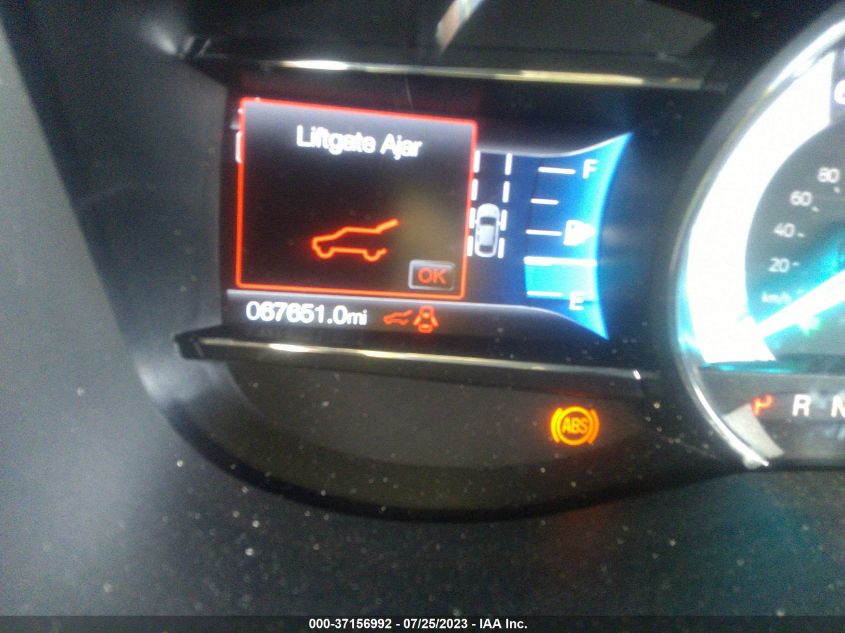 Liftgate Ajar
OK
F
E
067651.0mi
ABS
80
60
40
20
km/h
P R N
000-37156992 - 07/25/2023 - IAA Inc.